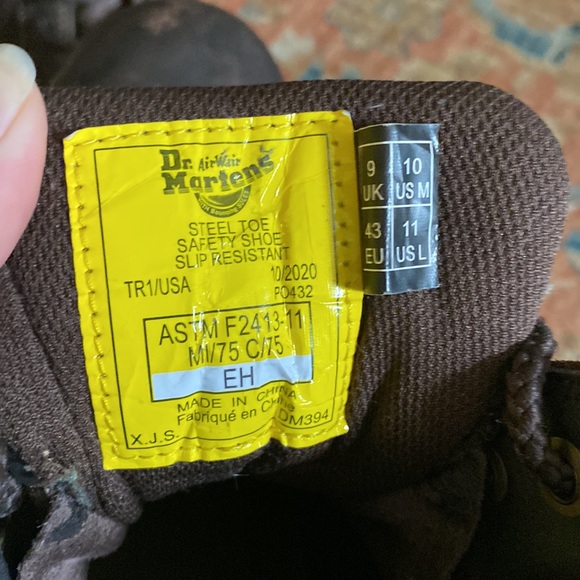 Dr. AirWair
Martens
STEEL TOE
SAFETY SHOE
SLIP RESISTANT
TR1/USA 10/2020
PO432
ASTM F2413-11
MI/75 C/75
EH
MADE IN CHINA
Fabriqué en Chine
X.J.S. DM394
9 UK 10 US M
43 EU 11 US L